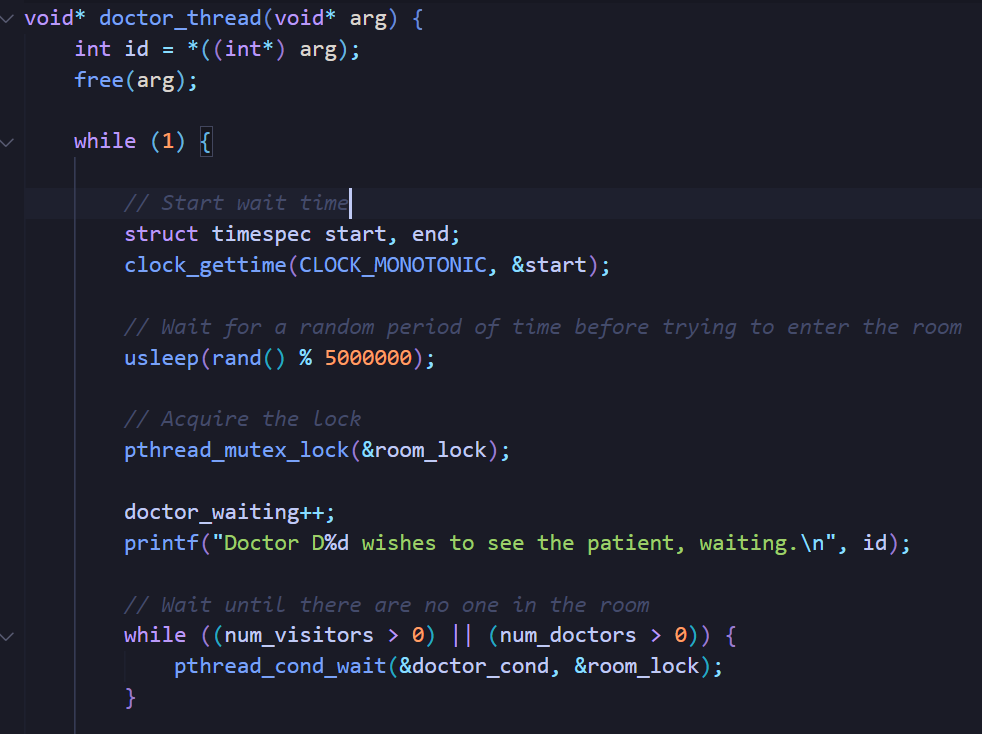 void* doctor_thread(void* arg) {
    int id = *((int*) arg);
    free(arg);

    while (1) {

        // Start wait time
        struct timespec start, end;
        clock_gettime(CLOCK_MONOTONIC, &start);

        // Wait for a random period of time before trying to enter the room
        usleep(rand() % 5000000);

        // Acquire the lock
        pthread_mutex_lock(&room_lock);

        doctor_waiting++;
        printf("Doctor D%d wishes to see the patient, waiting.\n", id);

        // Wait until there are no one in the room
        while ((num_visitors > 0) || (num_doctors > 0)) {
            pthread_cond_wait(&doctor_cond, &room_lock);
        }